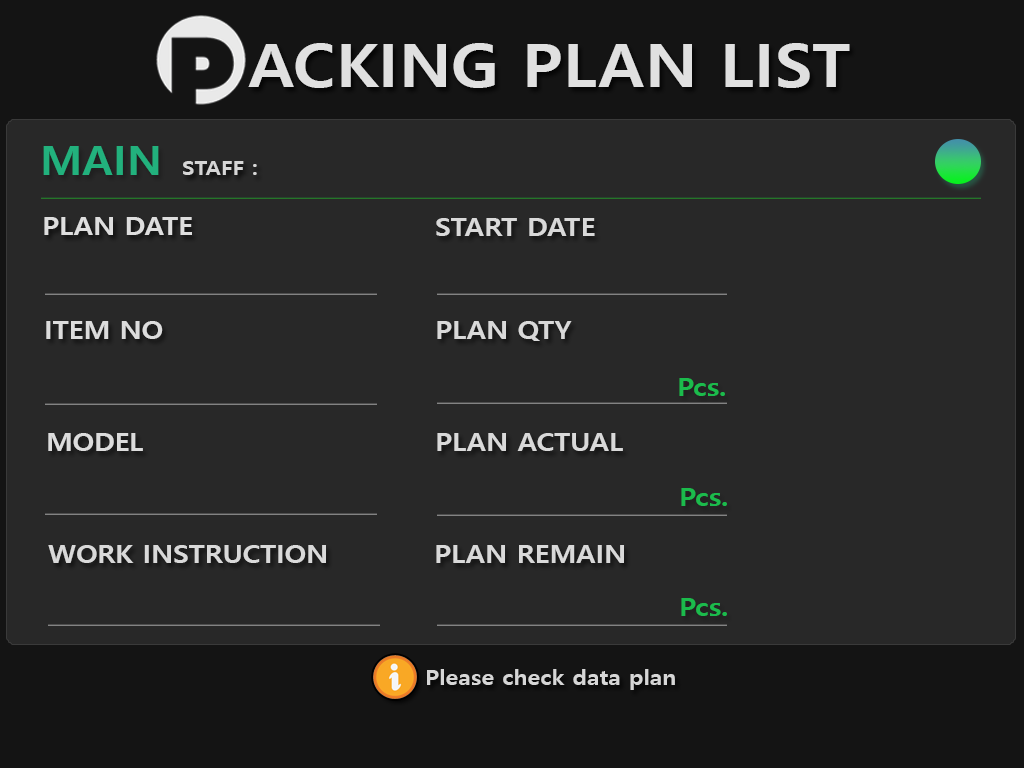 PACKING PLAN LIST
MAIN STAFF :
PLAN DATE START DATE
ITEM NO PLAN QTY
Pcs.
MODEL PLAN ACTUAL
Pcs.
WORK INSTRUCTION PLAN REMAIN
Pcs.
i Please check data plan